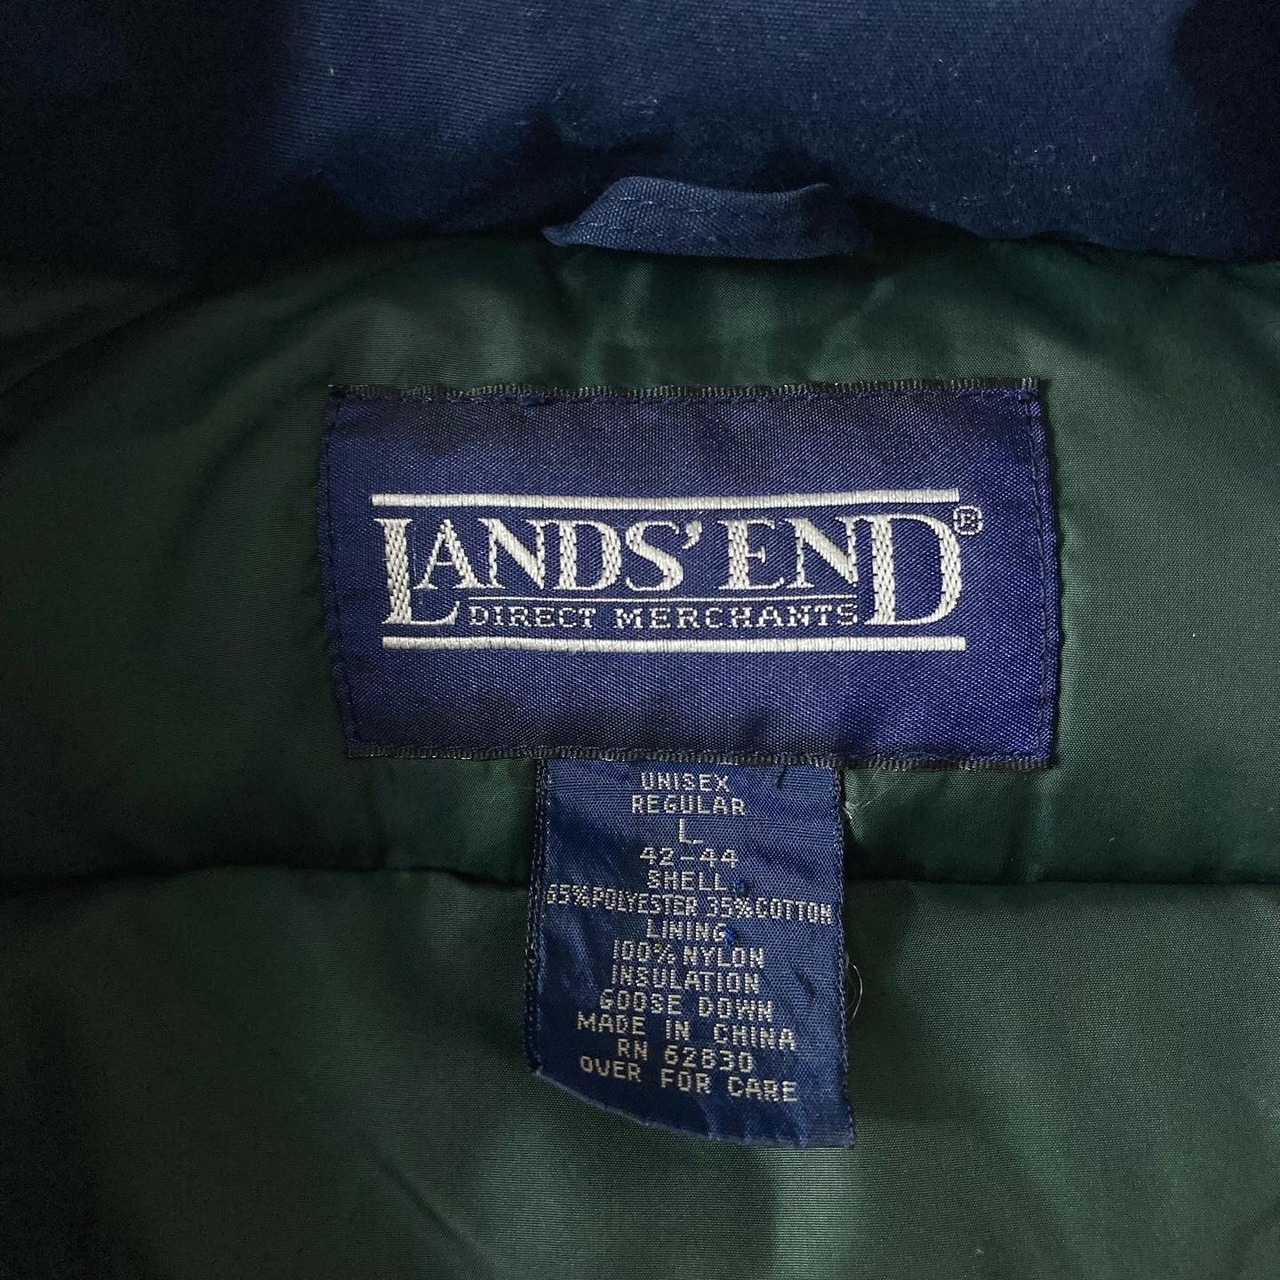 LANDS' END®
DIRECT MERCHANTS
UNISEX
REGULAR
L
42-44
SHELL
65% POLYESTER 35% COTTON
LINING
100% NYLON
INSULATION
GOOSE DOWN
MADE IN CHINA
RN 62830
OVER FOR CARE